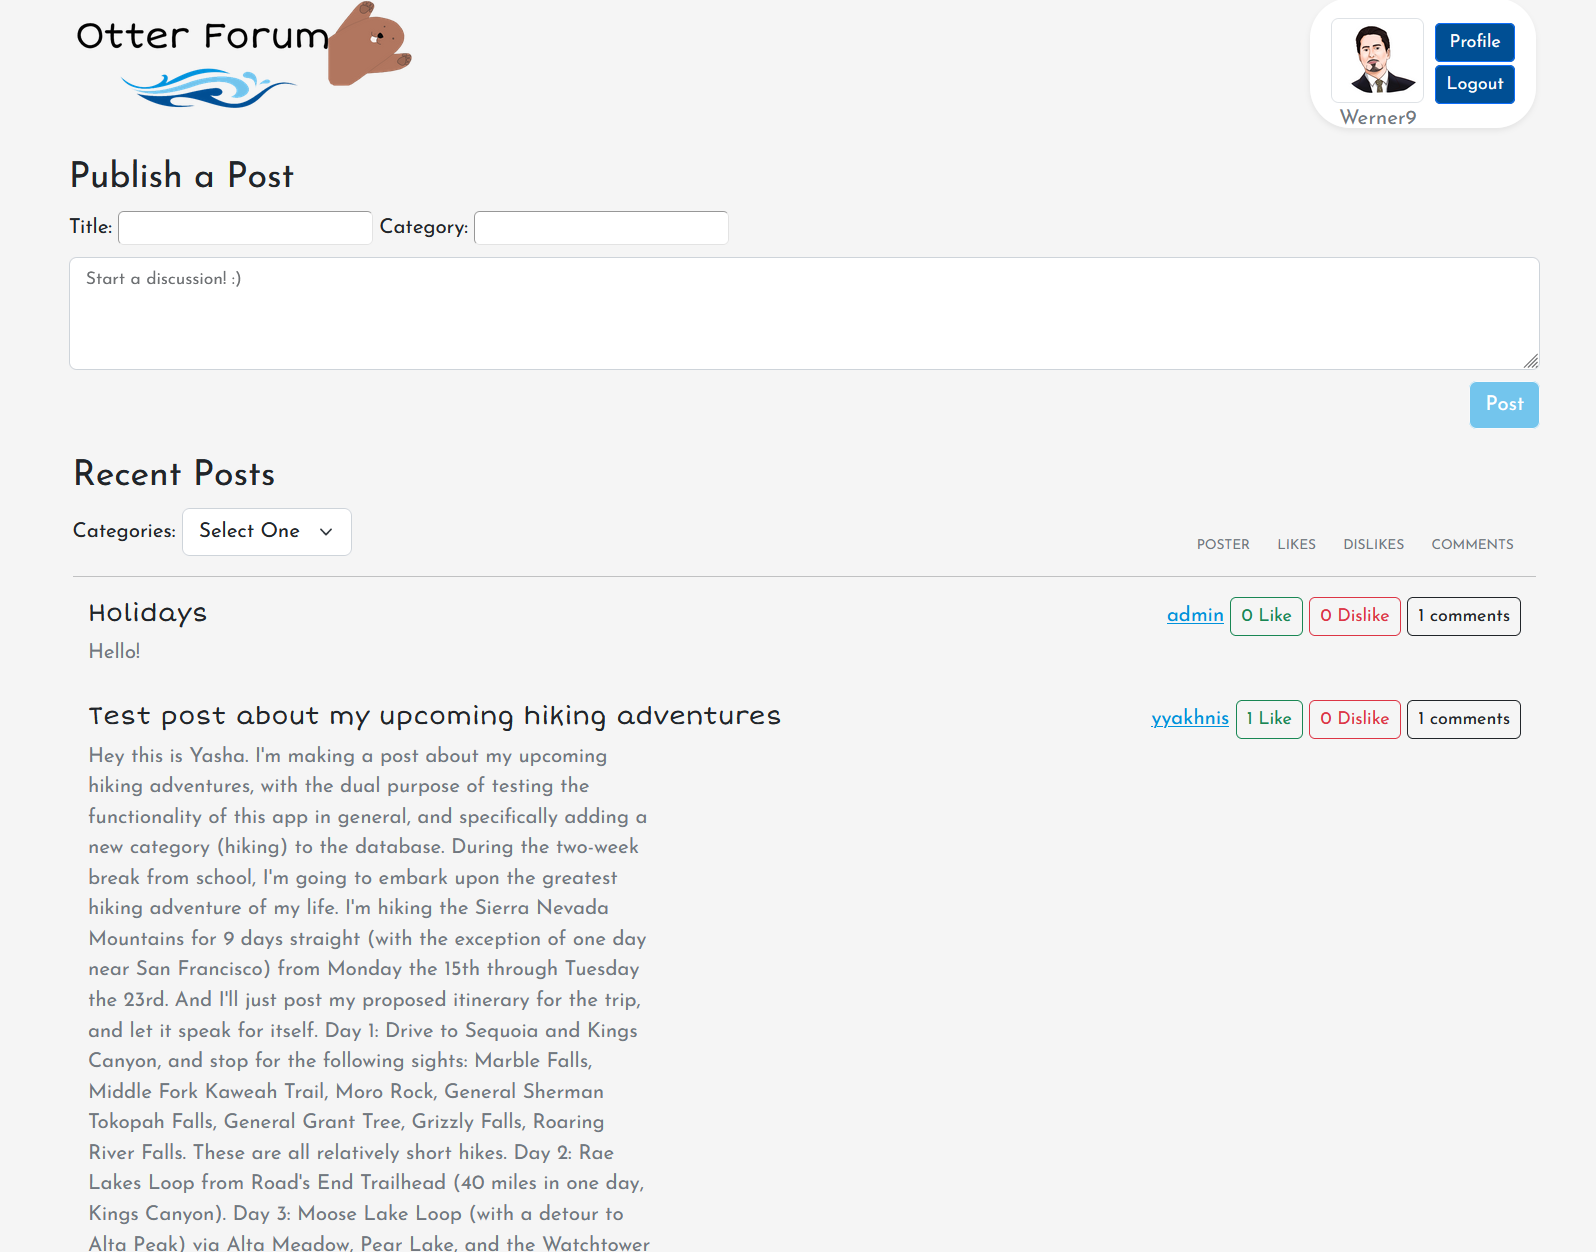 Otter Forum
Profile
Logout
Werner9
Publish a Post
Title: Category:
Start a discussion! :)
Post
Recent Posts
Categories: Select One
POSTER LIKES DISLIKES COMMENTS
Holidays
admin 0 Like 0 Dislike 1 comments
Hello!
Test post about my upcoming hiking adventures
yyakhnis 1 Like 0 Dislike 1 comments
Hey this is Yasha. I'm making a post about my upcoming
hiking adventures, with the dual purpose of testing the
functionality of this app in general, and specifically adding a
new category (hiking) to the database. During the two-week
break from school, I'm going to embark upon the greatest
hiking adventure of my life. I'm hiking the Sierra Nevada
Mountains for 9 days straight (with the exception of one day
near San Francisco) from Monday the 15th through Tuesday
the 23rd. And I'll just post my proposed itinerary for the trip,
and let it speak for itself. Day 1: Drive to Sequoia and Kings
Canyon, and stop for the following sights: Marble Falls,
Middle Fork Kaweah Trail, Moro Rock, General Sherman
Tokopah Falls, General Grant Tree, Grizzly Falls, Roaring
River Falls. These are all relatively short hikes. Day 2: Rae
Lakes Loop from Road's End Trailhead (40 miles in one day,
Kings Canyon). Day 3: Moose Lake Loop (with a detour to
Alta Peak) via Alta Meadow, Pear Lake, and the Watchtower